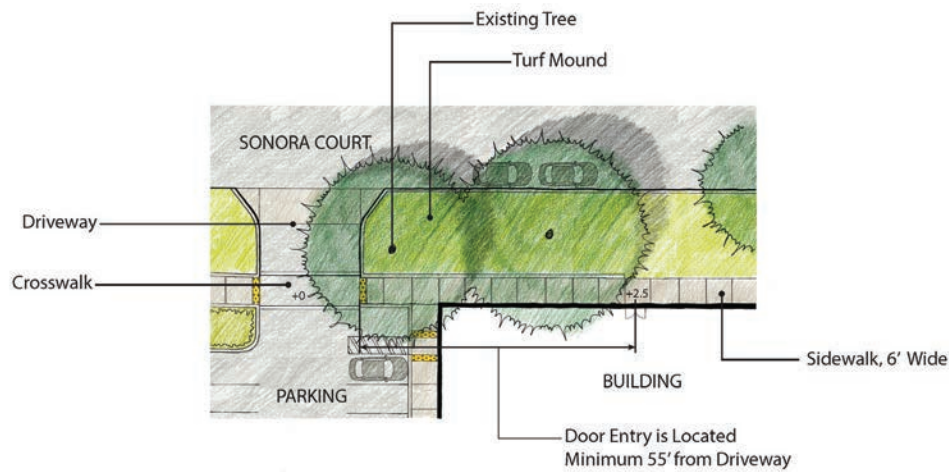 Existing Tree
Turf Mound
SONORA COURT
Driveway
Crosswalk
+0
+2.5
Sidewalk, 6' Wide
PARKING
BUILDING
Door Entry is Located
Minimum 55' from Driveway